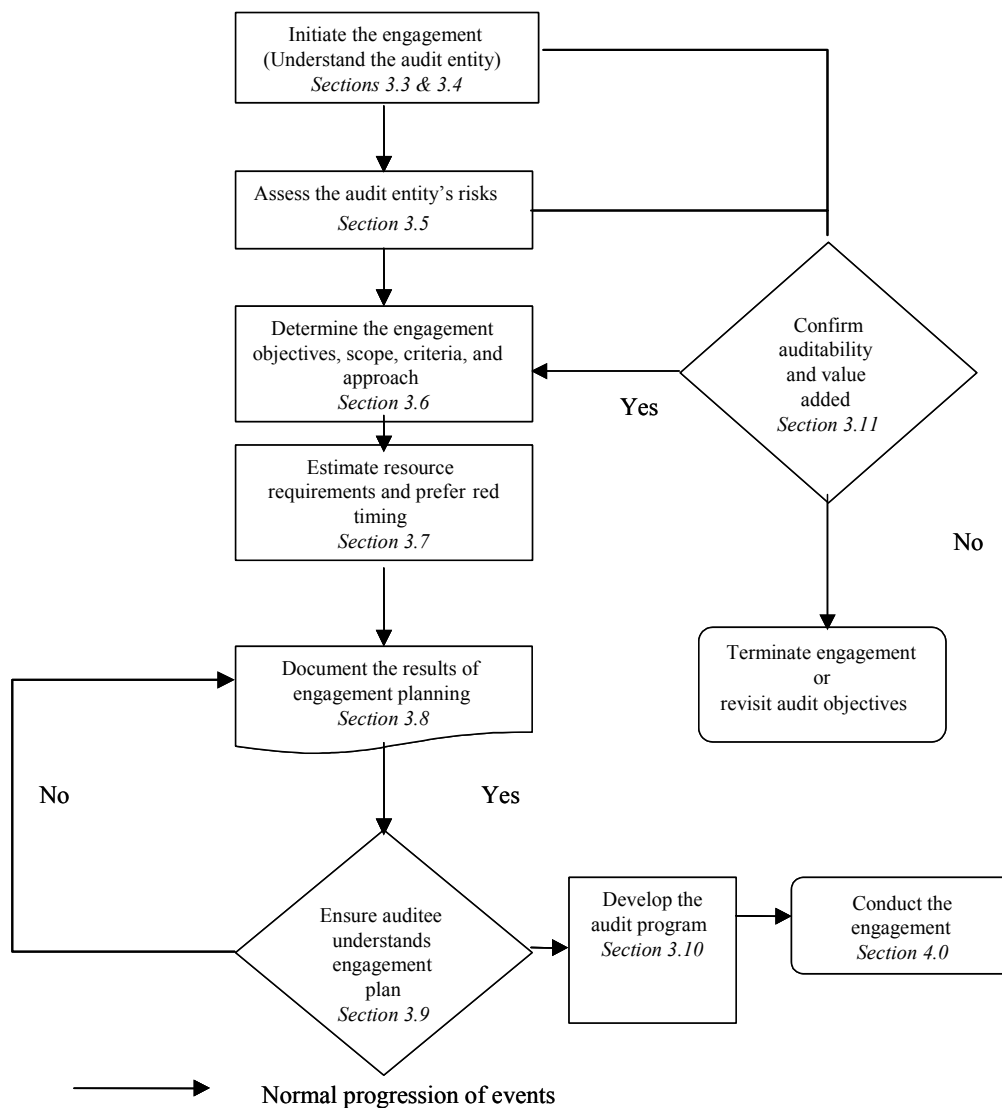 Initiate the engagement
(Understand the audit entity)
Sections 3.3 & 3.4
Assess the audit entity's risks
Section 3.5
Determine the engagement
objectives, scope, criteria, and
approach
Section 3.6
Yes
Confirm
auditability
and value
added
Section 3.11
Estimate resource
requirements and prefer red
timing
Section 3.7
No
Terminate engagement
or
revisit audit objectives
Document the results of
engagement planning
Section 3.8
No
Yes
Ensure auditee
understands
engagement
plan
Section 3.9
Develop the
audit program
Section 3.10
Conduct the
engagement
Section 4.0
Normal progression of events